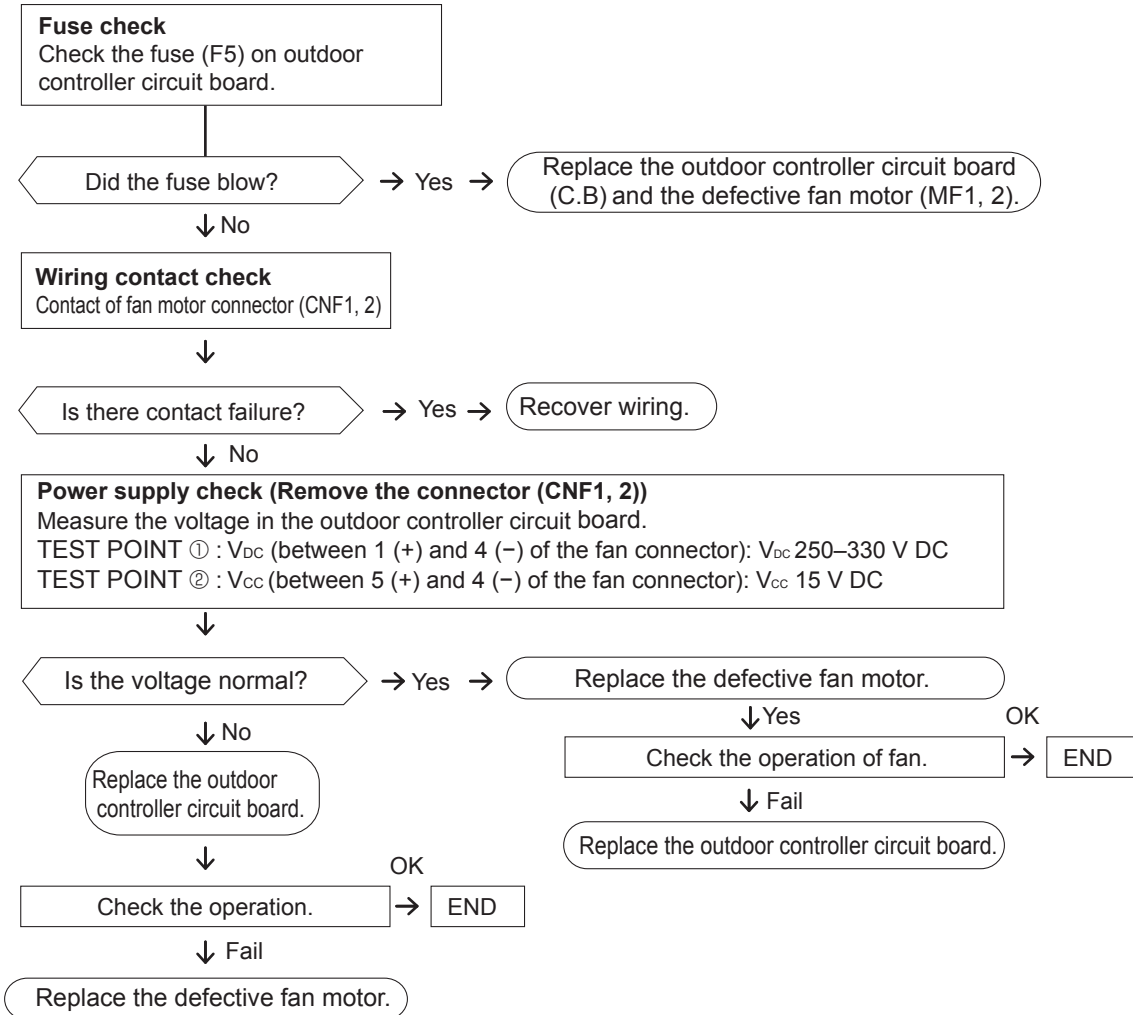 Fuse check
Check the fuse (F5) on outdoor
controller circuit board.
Did the fuse blow?
→ Yes →
Replace the outdoor controller circuit board
(C.B) and the defective fan motor (MF1, 2).
↓ No
Wiring contact check
Contact of fan motor connector (CNF1, 2)
↓
Is there contact failure?
→ Yes →
Recover wiring.
↓ No
Power supply check (Remove the connector (CNF1, 2))
Measure the voltage in the outdoor controller circuit board.
TEST POINT ① : VDC (between 1 (+) and 4 (−) of the fan connector): VDC 250–330 V DC
TEST POINT ② : VCC (between 5 (+) and 4 (−) of the fan connector): Vcc 15 V DC
↓
Is the voltage normal?
→ Yes →
Replace the defective fan motor.
↓ Yes
Check the operation of fan.
OK
→
END
↓ Fail
Replace the outdoor controller circuit board.
↓ No
Replace the outdoor
controller circuit board.
↓
Check the operation.
OK
→
END
↓ Fail
Replace the defective fan motor.